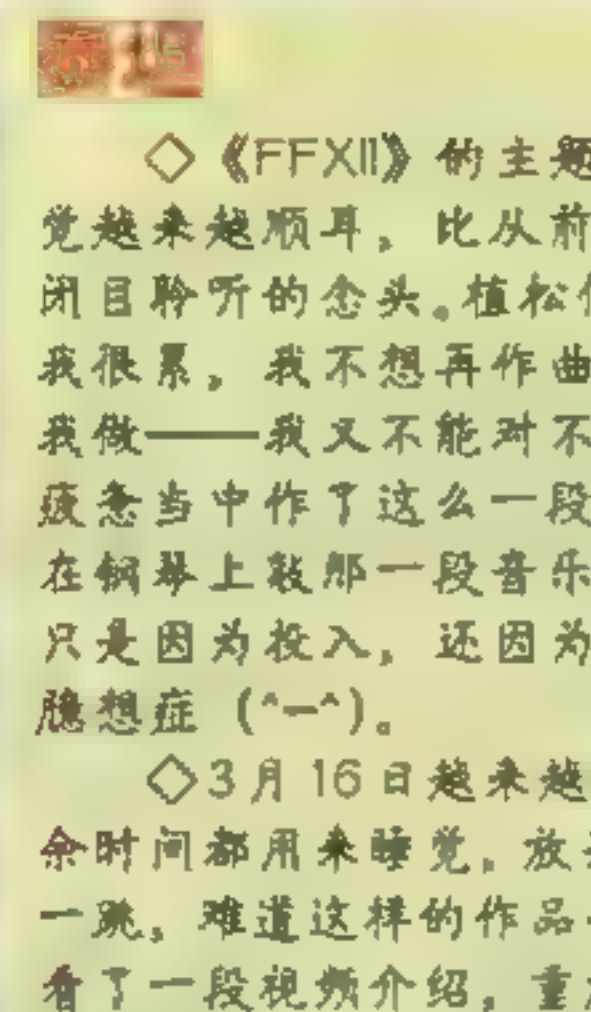 ◇《FFXII》的主题
觉越来越顺耳，比从前
闭目聆听的念头。植松
我很累，我不想再作曲
我做——我又不能对不
疲惫当中作了这么一段
在钢琴上敲那一段音乐
只是因为投入，还因为
臆想症（^—^）。
◇3月16日越来越
余时间都用来睡觉，放
一跳，难道这样的作品
看了一段视频介绍，重